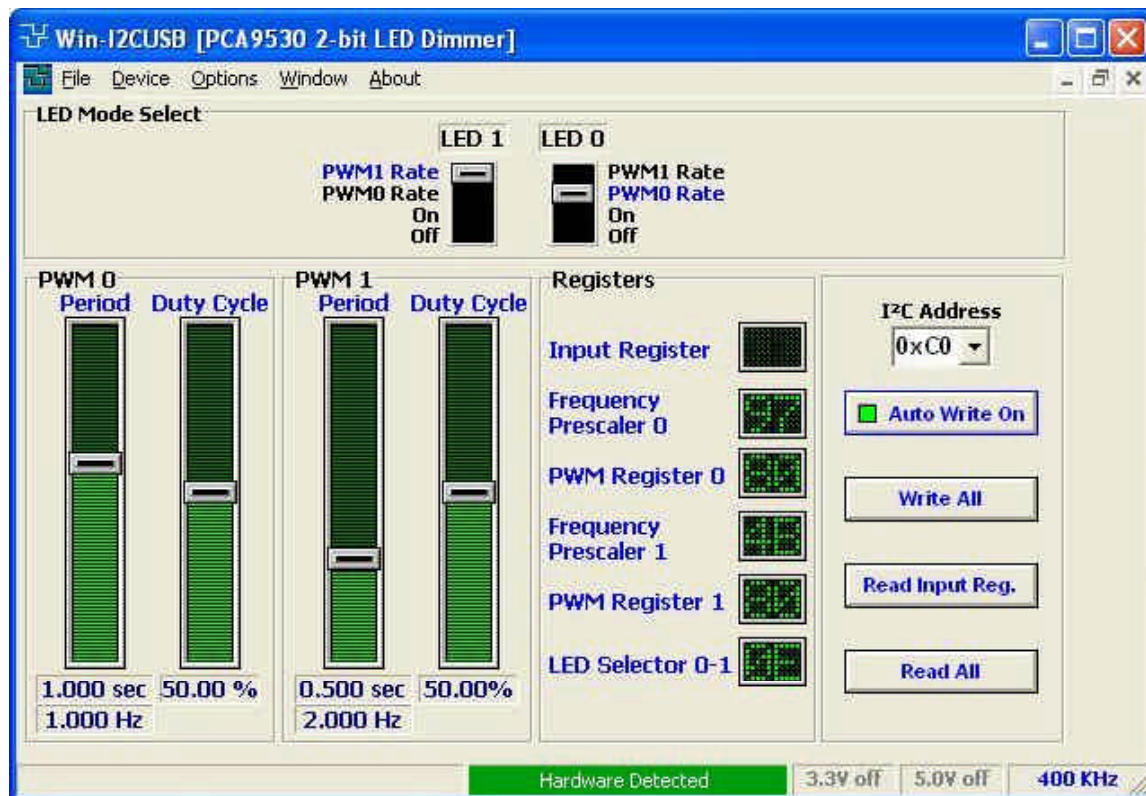 Win-I2CUSB [PCA9530 2-bit LED Dimmer]
File Device Options Window About
LED Mode Select
LED 1 LED 0
PWM1 Rate PWM1 Rate
PWM0 Rate PWM0 Rate
On On
Off Off
PWM 0 PWM 1 Registers
Period Duty Cycle Period Duty Cycle
I²C Address
0xC0
Input Register
Frequency
Prescaler 0
Auto Write On
PWM Register 0
Write All
Frequency
Prescaler 1
PWM Register 1
Read Input Reg.
LED Selector 0-1
Read All
1.000 sec 50.00 % 0.500 sec 50.00%
1.000 Hz 2.000 Hz
Hardware Detected 3.3V off 5.0V off 400 KHz